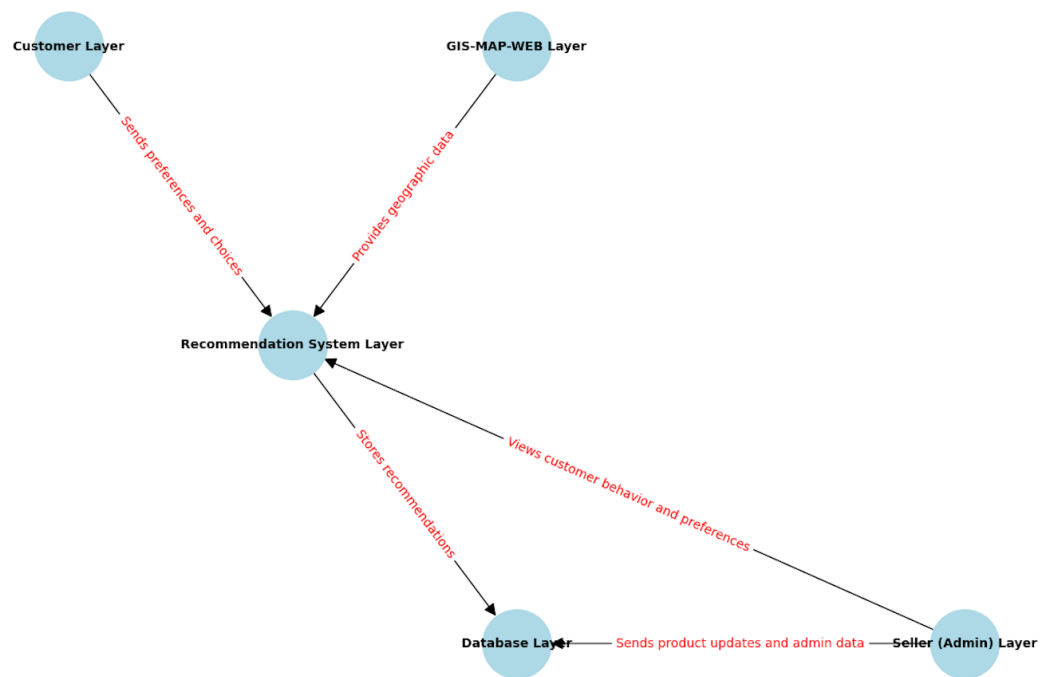 Customer Layer
GIS-MAP-WEB Layer
Sends preferences and choices
Provides geographic data
Recommendation System Layer
Stores recommendations
Views customer behavior and preferences
Database Layer
Sends product updates and admin data
Seller (Admin) Layer